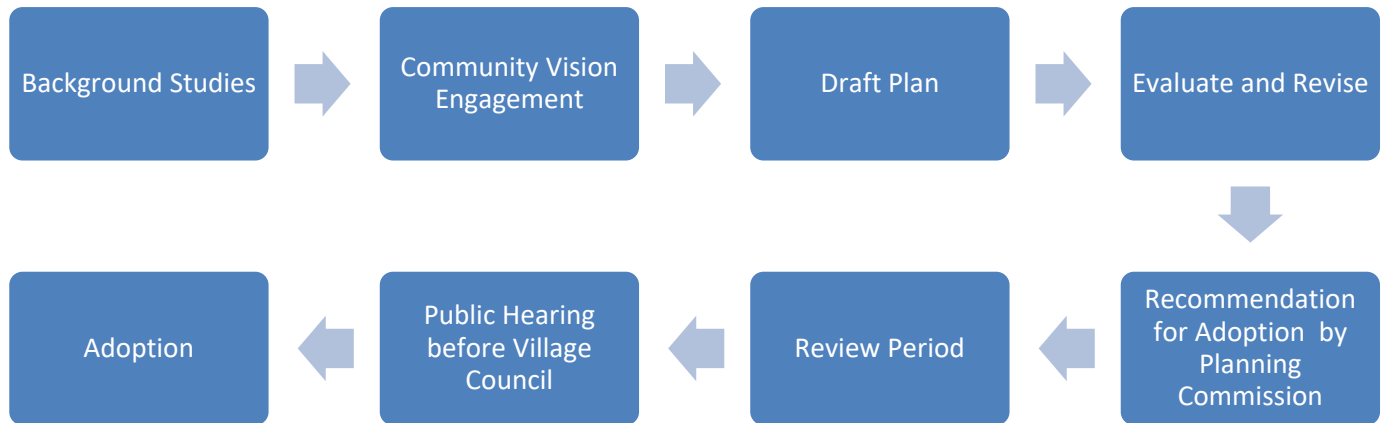 Background Studies
Community Vision
Engagement
Draft Plan
Evaluate and Revise
Recommendation
for Adoption by
Planning
Commission
Review Period
Public Hearing
before Village
Council
Adoption